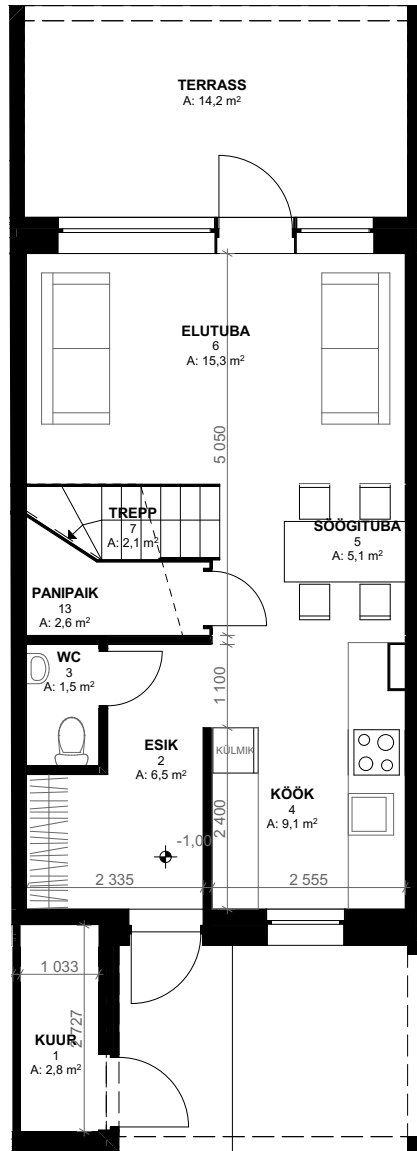 TERRASS
A: 14,2 m²
ELUTUBA
6
A: 15,3 m²
5 050
TREPP
7
A: 2,1 m²
SÖÖGITUBA
5
A: 5,1 m²
PANIPAIK
13
A: 2,6 m²
WC
3
A: 1,5 m²
1 100
ESIK
2
A: 6,5 m²
KÜLMIK
KÖÖK
4
A: 9,1 m²
2 400
-1,00
2 335
2 555
1 033
2 727
KUUR
1
A: 2,8 m²